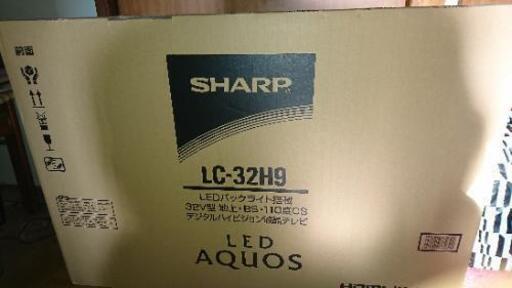 前面
SHARP
LC-32H9
LEDバックライト搭載
32V型 地上・BS・110度CS
デジタルハイビジョン液晶テレビ
LED
AQUOS